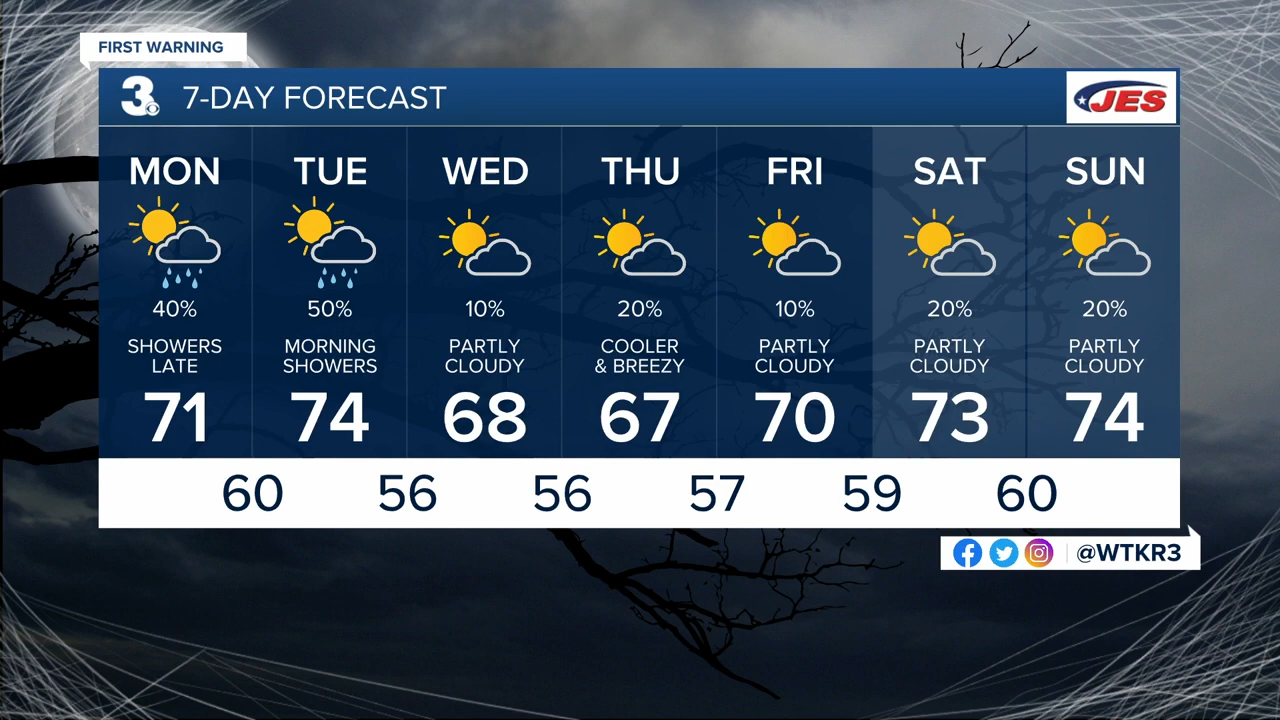 FIRST WARNING
3 7-DAY FORECAST
JES
MON TUE WED THU FRI SAT SUN
40% 50% 10% 20% 10% 20% 20%
SHOWERS MORNING PARTLY COOLER PARTLY PARTLY PARTLY
LATE SHOWERS CLOUDY & BREEZY CLOUDY CLOUDY CLOUDY
71 74 68 67 70 73 74
60 56 56 57 59 60
@WTKR3